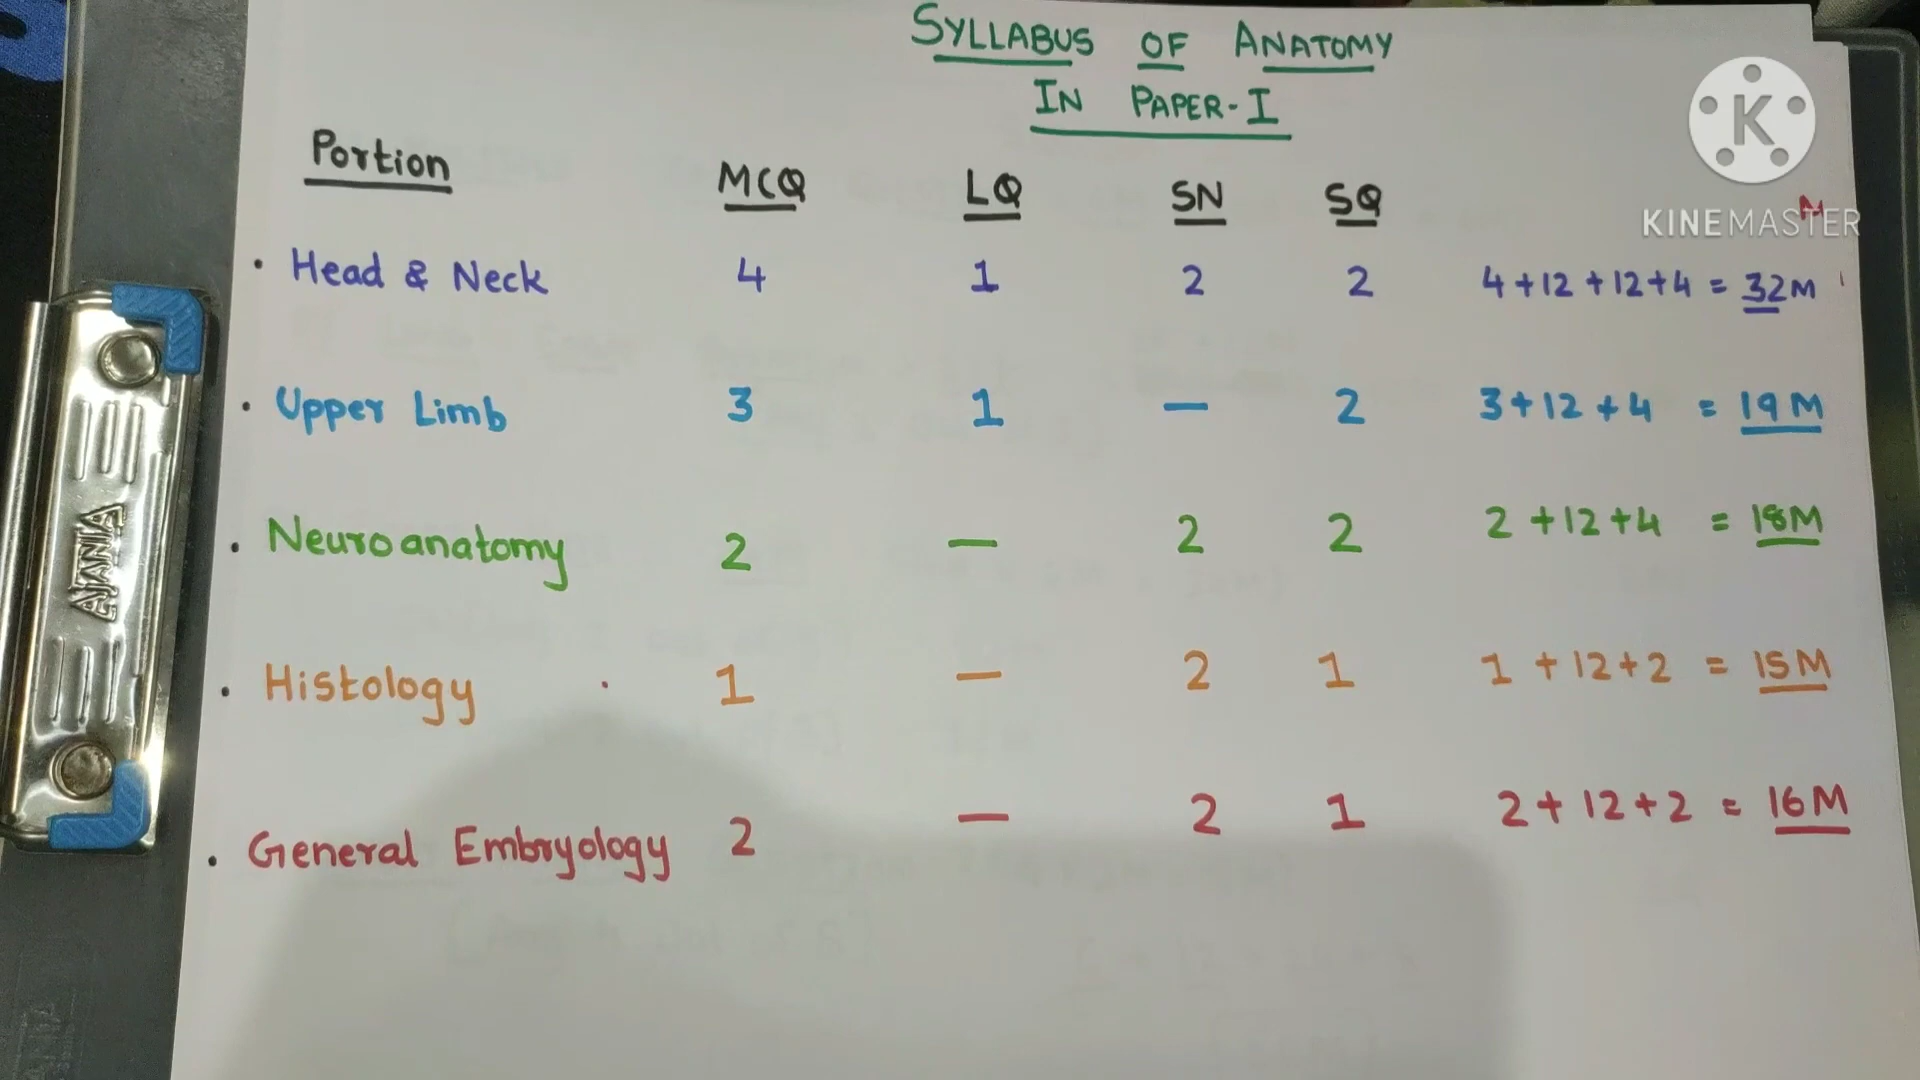 SYLLABUS OF ANATOMY
IN PAPER-I
Portion MCQ LQ SN SQ
K
KINEMASTER
M
• Head & Neck 4 1 2 2 4+12+12+4 = 32M
• Upper Limb 3 1 — 2 3+12+4 = 19M
• Neuroanatomy 2 — 2 2 2+12+4 = 18M
• Histology 1 — 2 1 1+12+2 = 15M
• General Embryology 2 — 2 1 2+12+2 = 16M
AJANTA